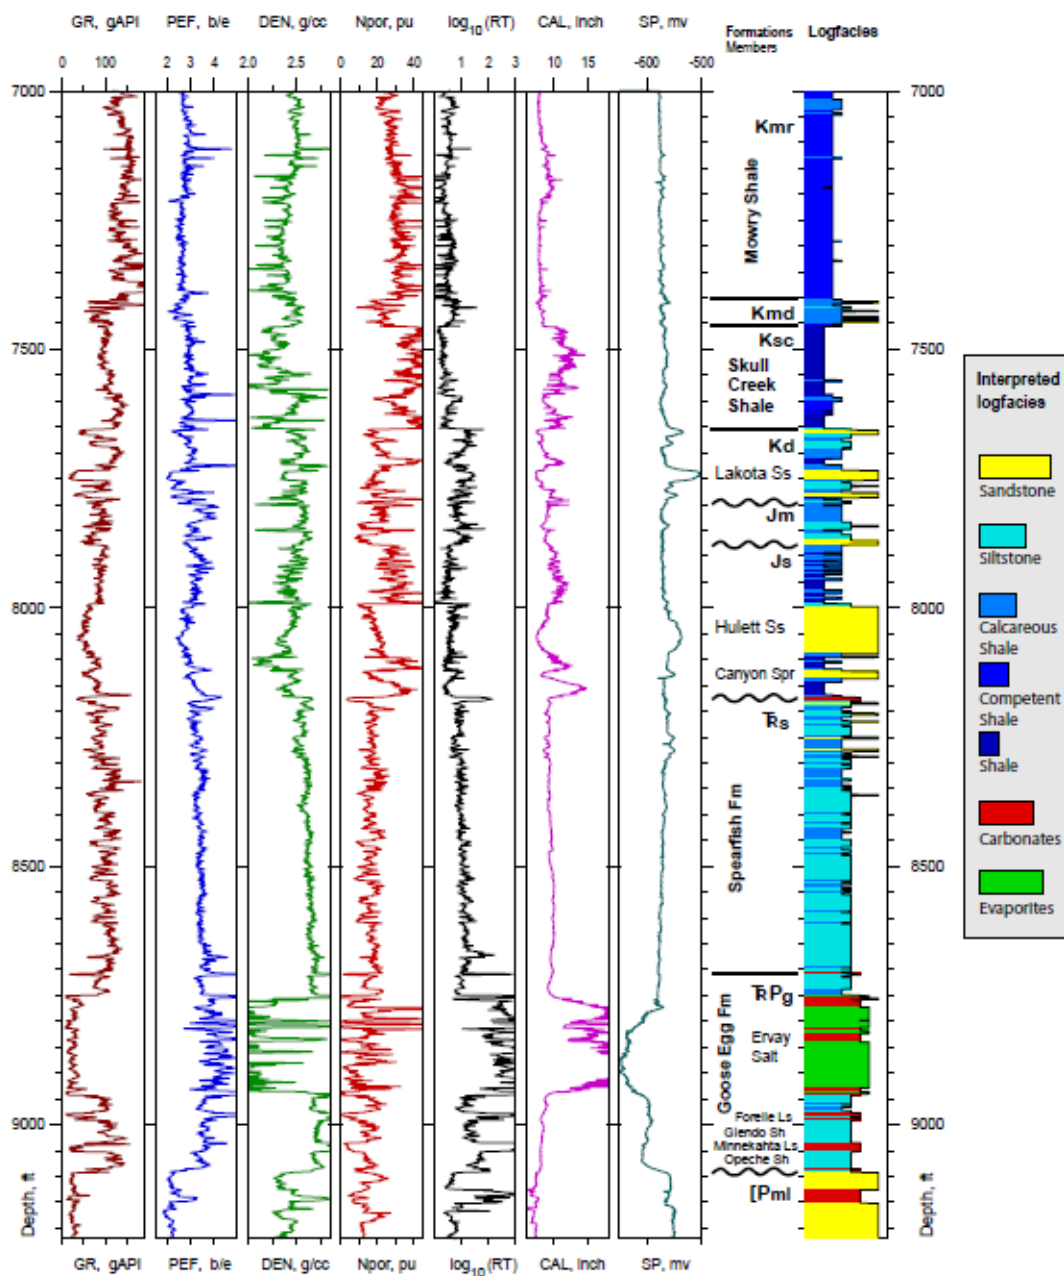 GR, gAPI PEF, b/e DEN, g/cc Npor, pu log10(RT) CAL, inch SP, mv Formations Members Logfacies
0 100 2 3 4 2.0 2.5 0 20 40 1 2 3 10 15 -600 -500
7000 7000
Kmr
Mowry Shale
Kmd
Ksc
7500 7500
Skull
Creek
Shale
Kd
Lakota Ss
Jm
Js
8000 8000
Hulett Ss
Canyon Spr
TRs
Spearfish Fm
8500 8500
TRPg
Goose Egg Fm
Ervay
Salt
Forelle Ls
9000 9000
Glendo Sh
Minnekahta Ls
Opeche Sh
[Pml
Depth, ft Depth, ft
GR, gAPI PEF, b/e DEN, g/cc Npor, pu log10(RT) CAL, inch SP, mv
Interpreted
logfacies
Sandstone
Siltstone
Calcareous
Shale
Competent
Shale
Shale
Carbonates
Evaporites